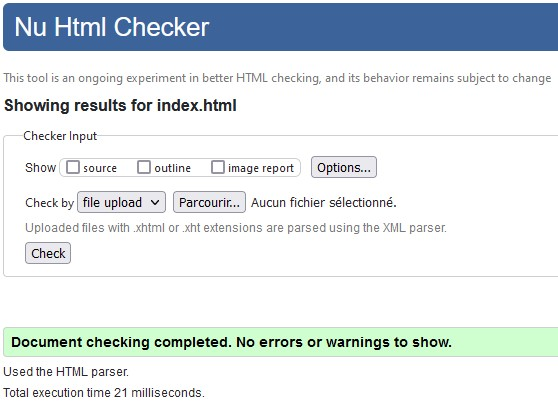 Nu Html Checker
This tool is an ongoing experiment in better HTML checking, and its behavior remains subject to change
Showing results for index.html
Checker Input
Show source outline image report Options...
Check by file upload Parcourir... Aucun fichier sélectionné.
Uploaded files with .xhtml or .xht extensions are parsed using the XML parser.
Check
Document checking completed. No errors or warnings to show.
Used the HTML parser.
Total execution time 21 milliseconds.